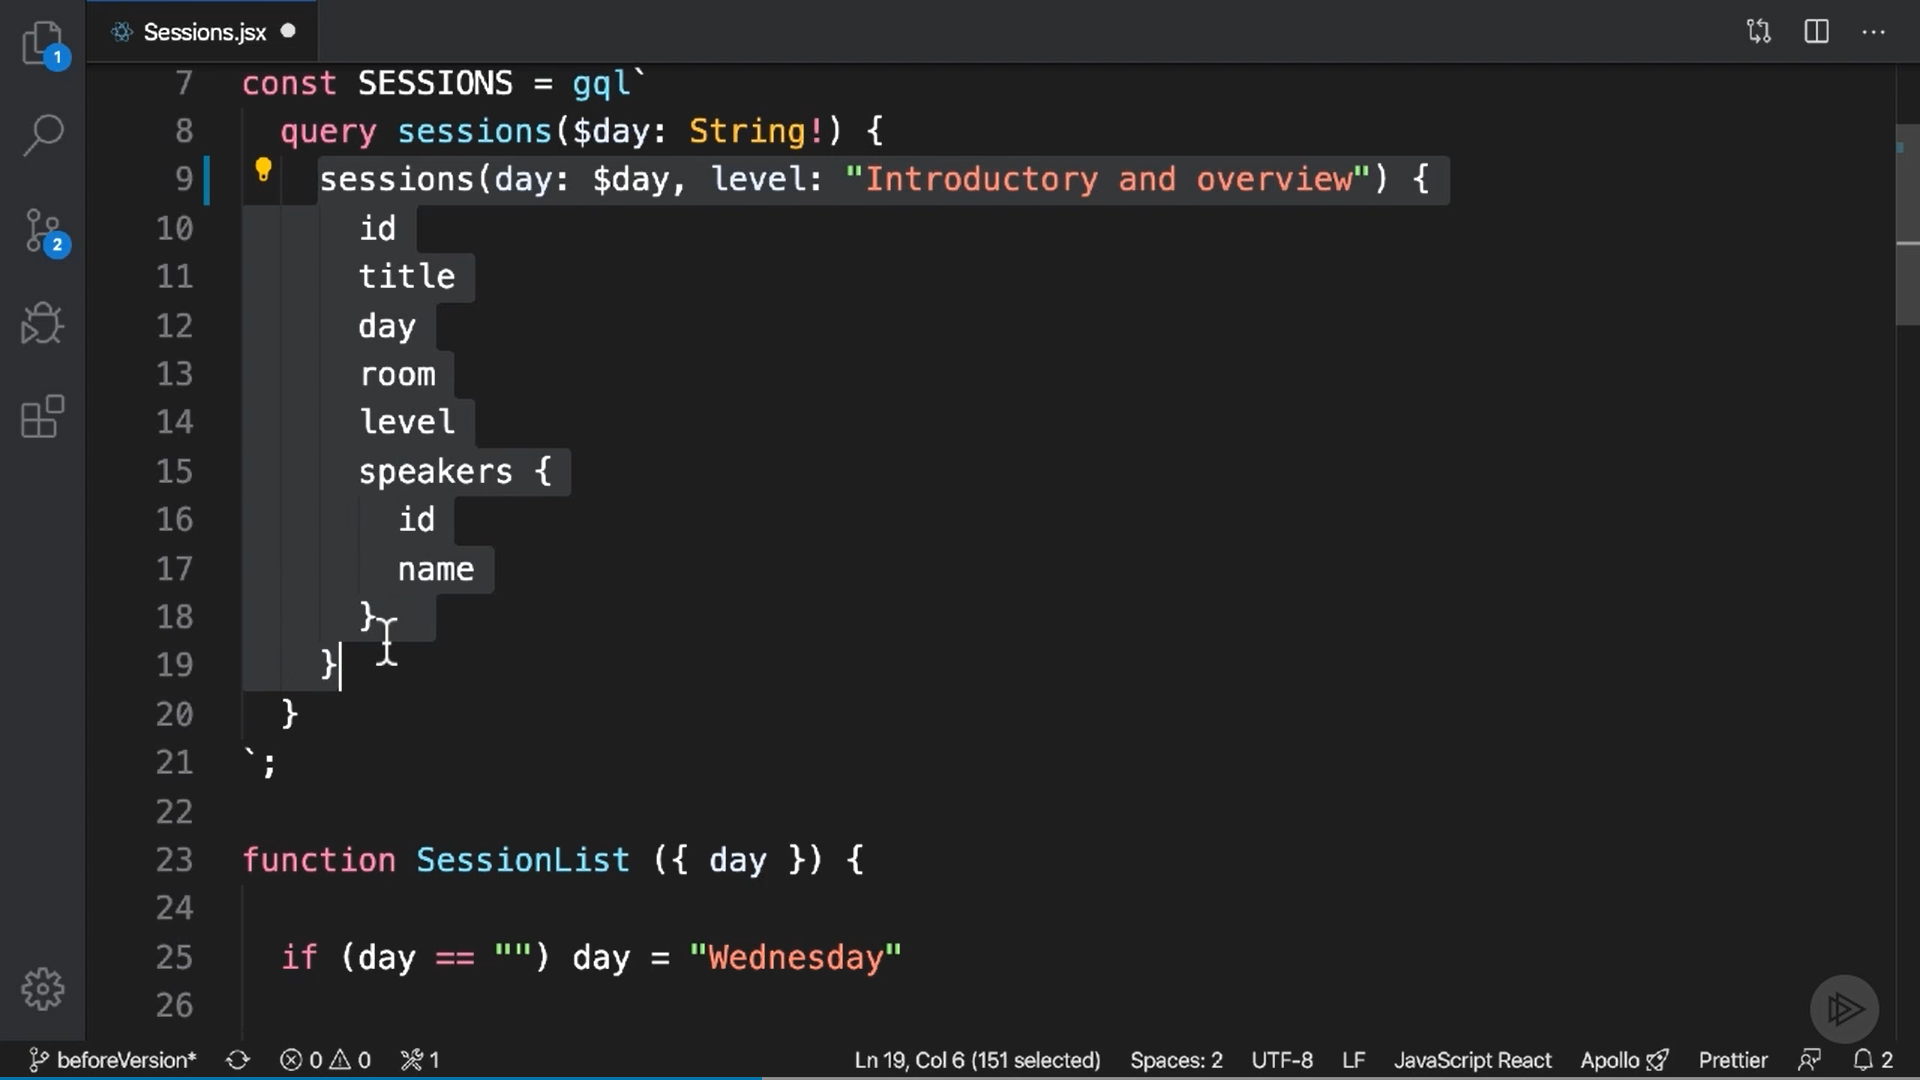 1
Sessions.jsx
7 const SESSIONS = gql`
8 query sessions($day: String!) {
9 sessions(day: $day, level: "Introductory and overview") {
10 id
11 title
12 day
13 room
14 level
15 speakers {
16 id
17 name
18 }
19 }
20 }
21 `;
22
23 function SessionList ({ day }) {
24
25 if (day == "") day = "Wednesday"
26
2
beforeVersion* 0 0 1 Ln 19, Col 6 (151 selected) Spaces: 2 UTF-8 LF JavaScript React Apollo Prettier 2